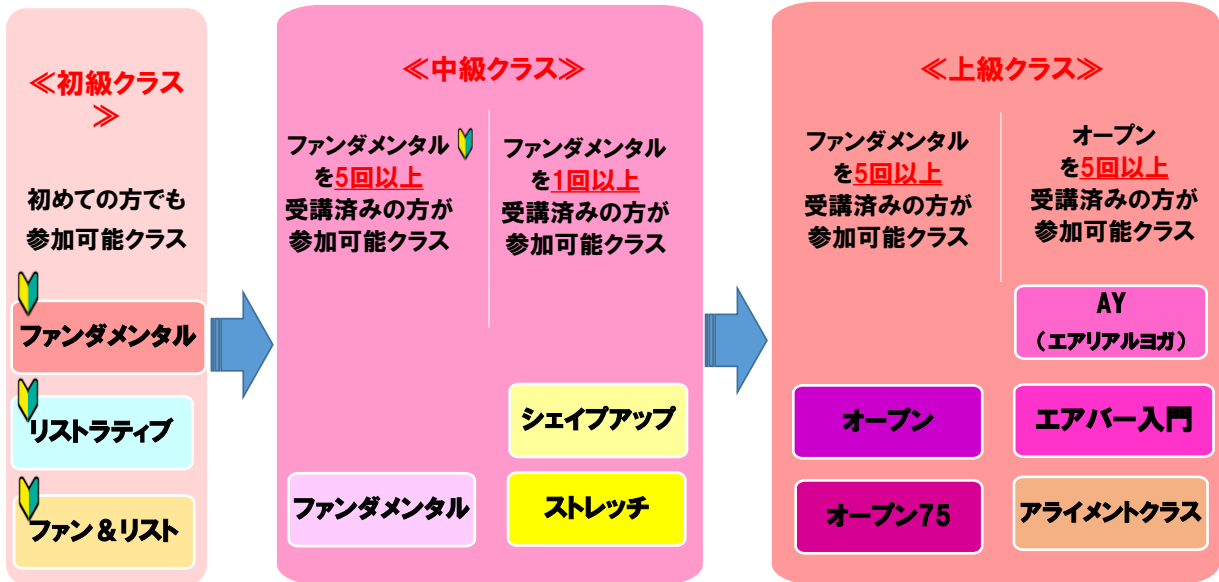 ≪初級クラス
≫
初めての方でも
参加可能クラス
ファンダメンタル
リストラティブ
ファン＆リスト
≪中級クラス≫
ファンダメンタル
を5回以上
受講済みの方が
参加可能クラス
ファンダメンタル
ファンダメンタル
を1回以上
受講済みの方が
参加可能クラス
シェイプアップ
ストレッチ
≪上級クラス≫
ファンダメンタル
を5回以上
受講済みの方が
参加可能クラス
オープン
オープン75
オープン
を5回以上
受講済みの方が
参加可能クラス
AY
（エアリアルヨガ）
エアバー入門
アライメントクラス